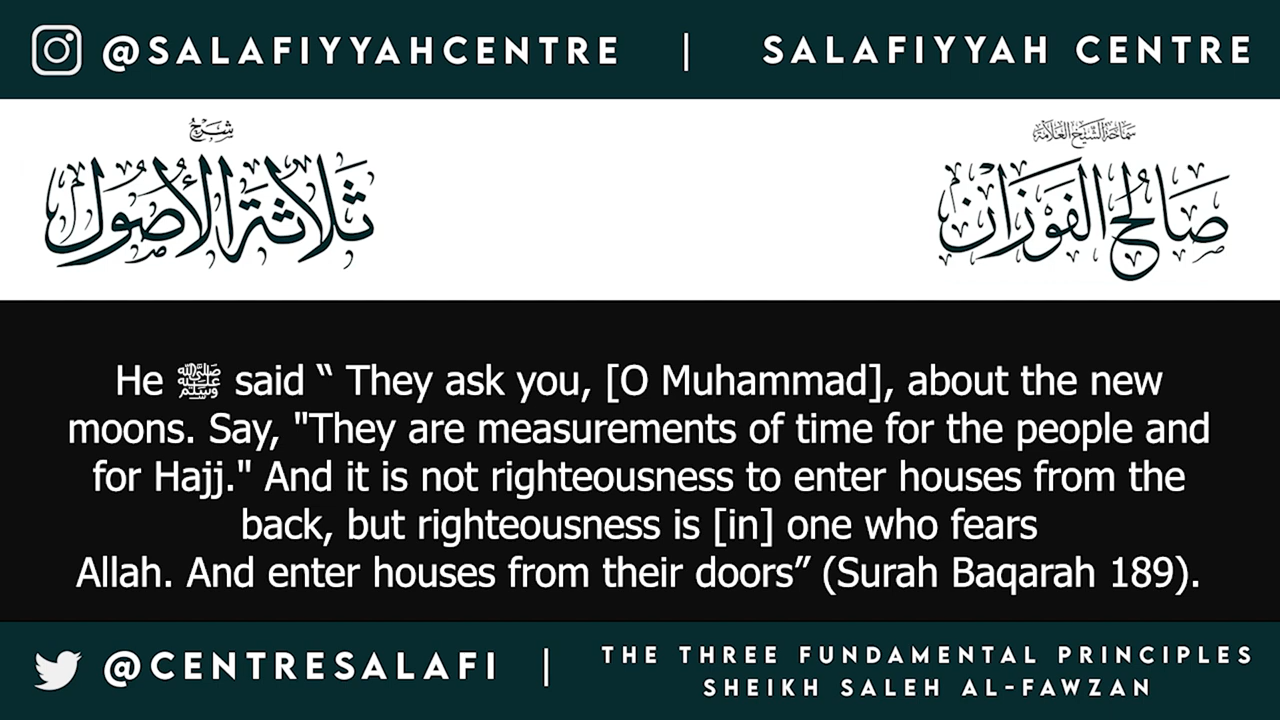 @SALAFIYYAHCENTRE | SALAFIYYAH CENTRE
شرح
ثلاثة الأصول
سماحة الشيخ العلامة
صالح الفوزان
He ﷺ said “ They ask you, [O Muhammad], about the new
moons. Say, "They are measurements of time for the people and
for Hajj." And it is not righteousness to enter houses from the
back, but righteousness is [in] one who fears
Allah. And enter houses from their doors” (Surah Baqarah 189).
@CENTRESALAFI |
THE THREE FUNDAMENTAL PRINCIPLES
SHEIKH SALEH AL-FAWZAN